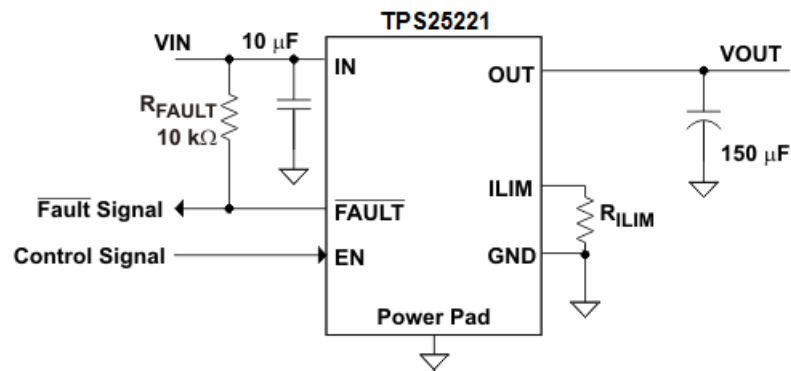 TPS25221
VIN
10 μF
IN
OUT
VOUT
RFAULT
10 kΩ
150 μF
ILIM
RILIM
Fault Signal
FAULT
Control Signal
EN
GND
Power Pad